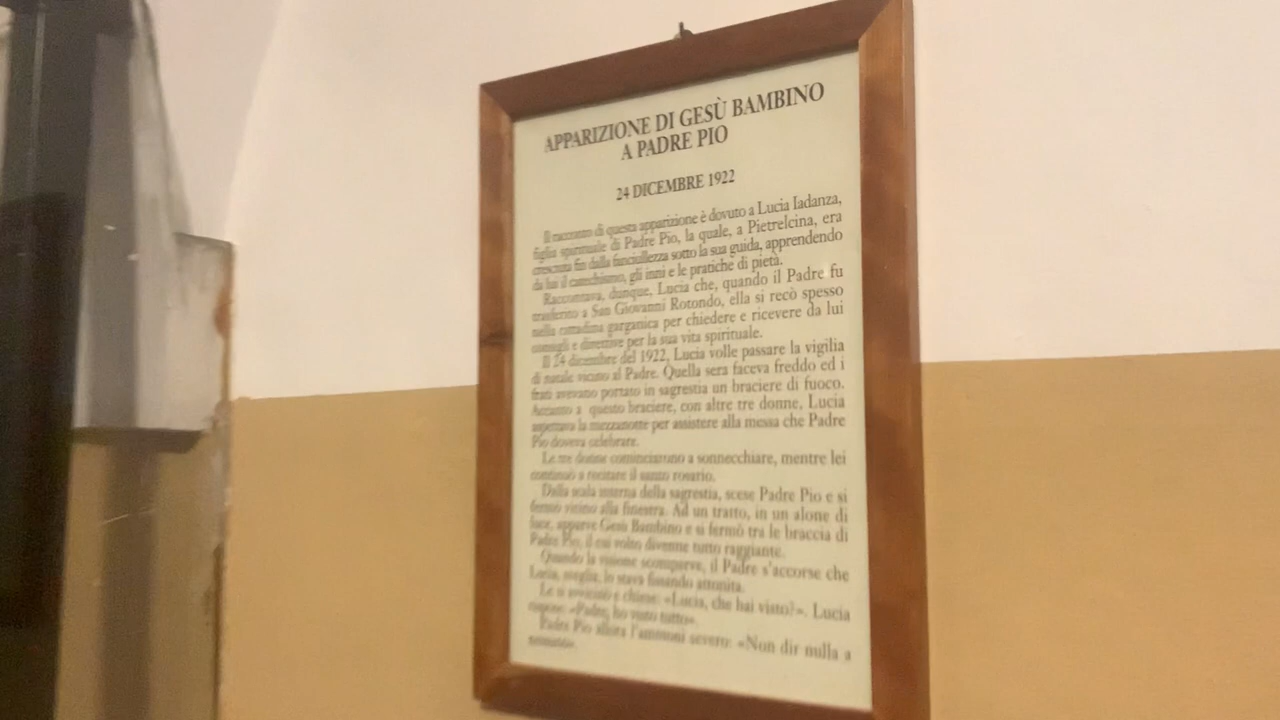 APPARIZIONE DI GESÙ BAMBINO
A PADRE PIO
24 DICEMBRE 1922
Il racconto di questa apparizione è dovuto a Lucia Iadanza,
figlia spirituale di Padre Pio, la quale, a Pietrelcina, era
cresciuta fin dalla fanciullezza sotto la sua guida, apprendendo
da lui il catechismo, gli inni e le pratiche di pietà.
Raccontava, dunque, Lucia che, quando il Padre fu
trasferito a San Giovanni Rotondo, ella si recò spesso
nella cittadina garganica per chiedere e ricevere da lui
consigli e direttive per la sua vita spirituale.
Il 24 dicembre del 1922, Lucia volle passare la vigilia
di natale vicino al Padre. Quella sera faceva freddo ed i
frati avevano portato in sagrestia un braciere di fuoco.
Accanto a questo braciere, con altre tre donne, Lucia
aspettava la mezzanotte per assistere alla messa che Padre
Pio doveva celebrare.
Le tre donne cominciarono a sonnecchiare, mentre lei
continuò a recitare il santo rosario.
Dalla scala interna della sagrestia, scese Padre Pio e si
fermò vicino alla finestra. Ad un tratto, in un alone di
luce, apparve Gesù Bambino e si fermò tra le braccia di
Padre Pio, il cui volto divenne tutto raggiante.
Quando la visione scomparve, il Padre s'accorse che
Lucia, sveglia, lo stava fissando attonita.
Le si avvicinò e chiese: «Lucia, che hai visto?». Lucia
rispose: «Padre, ho visto tutto».
Padre Pio allora l'ammonì severo: «Non dir nulla a
nessuno».